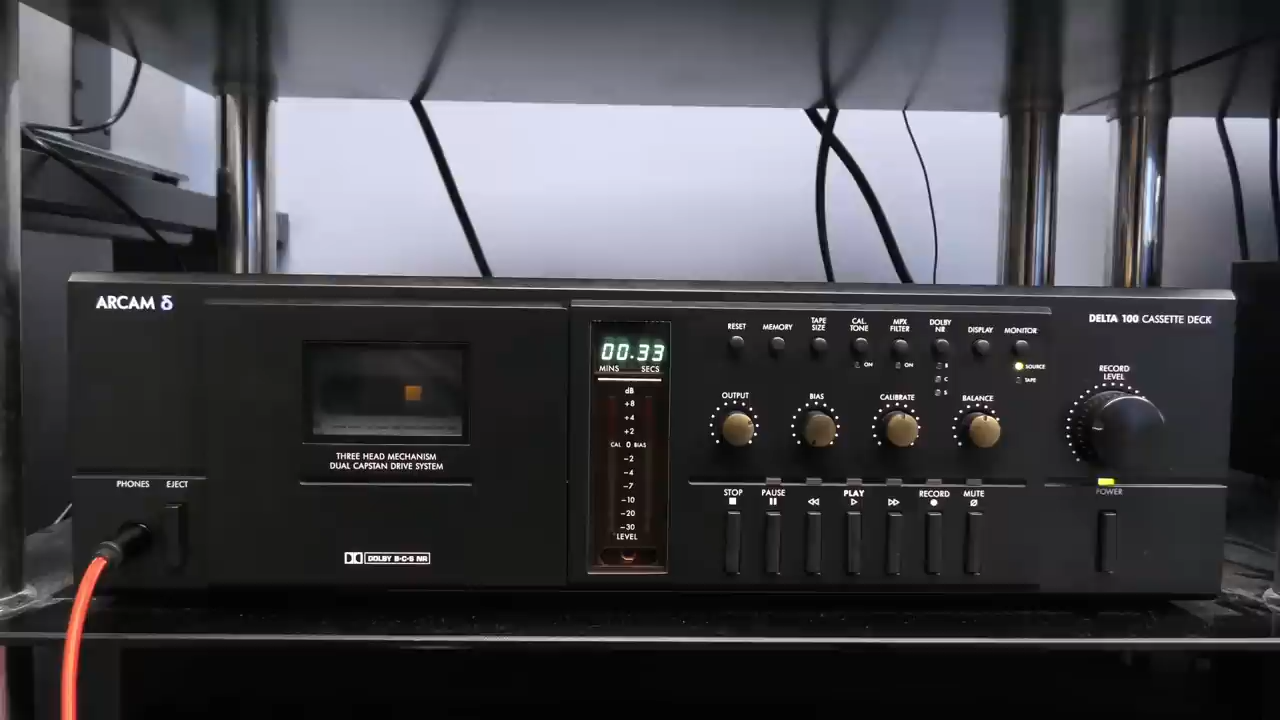 ARCAM δ
DELTA 100 CASSETTE DECK
00.33
MINS SECS
dB
+8
+4
+2
CAL 0 BIAS
-2
-4
-7
-10
-20
-30
LEVEL
RESET
MEMORY
TAPE
SIZE
CAL.
TONE
ON
MPX
FILTER
ON
DOLBY
NR
B
C
S
DISPLAY
MONITOR
SOURCE
TAPE
OUTPUT
BIAS
CALIBRATE
BALANCE
RECORD
LEVEL
THREE HEAD MECHANISM
DUAL CAPSTAN DRIVE SYSTEM
PHONES EJECT
STOP
PAUSE
PLAY
RECORD
MUTE
POWER
DOLBY B-C-S NR